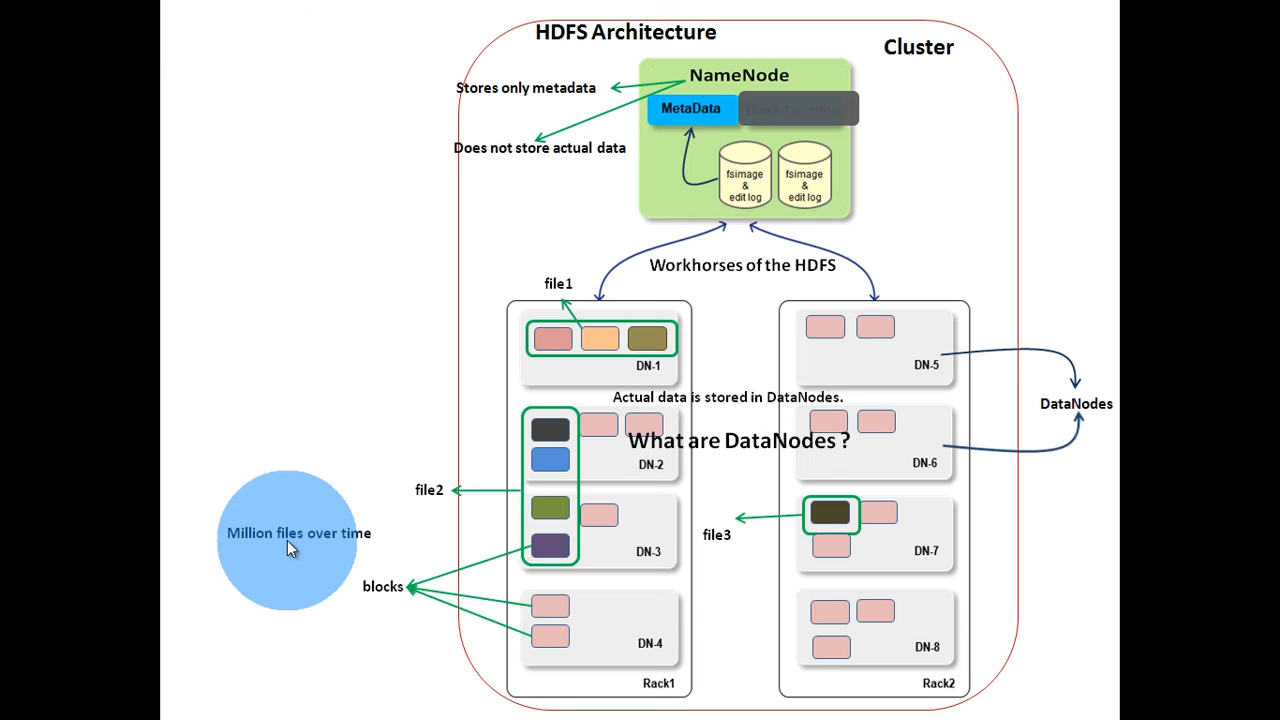 HDFS Architecture
Cluster
NameNode
Stores only metadata
MetaData
Does not store actual data
fsimage
&
edit log
fsimage
&
edit log
Workhorses of the HDFS
file1
DN-1
DN-5
Actual data is stored in DataNodes.
DataNodes
What are DataNodes ?
DN-2
DN-6
file2
Million files over time
file3
DN-3
DN-7
blocks
DN-4
DN-8
Rack1
Rack2